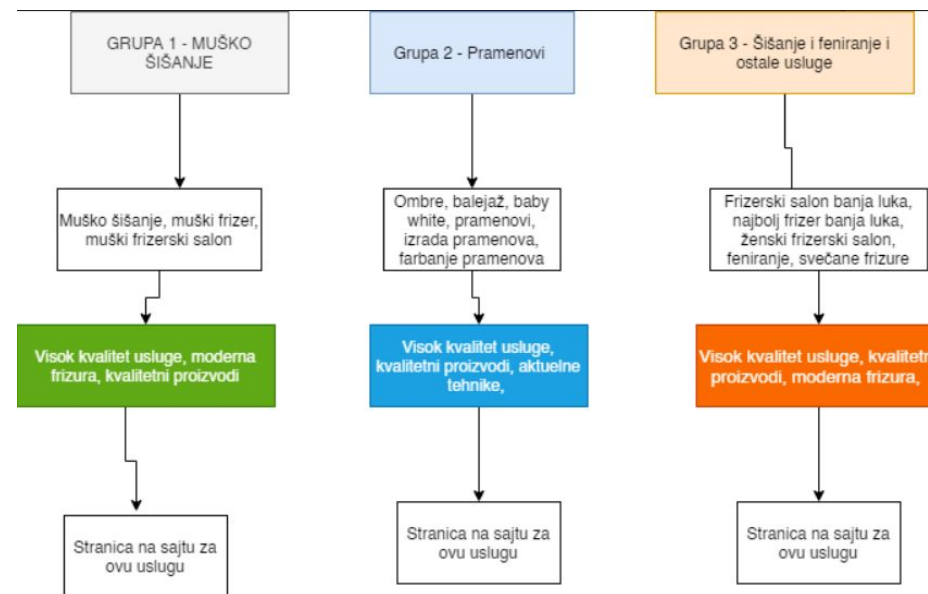 GRUPA 1 - MUŠKO
ŠIŠANJE
Grupa 2 - Pramenovi
Grupa 3 - Šišanje i feniranje i
ostale usluge
Muško šišanje, muški frizer,
muški frizerski salon
Ombre, balejaž, baby
white, pramenovi,
izrada pramenova,
farbanje pramenova
Frizerski salon banja luka,
najbolj frizer banja luka,
ženski frizerski salon,
feniranje, svečane frizure
Visok kvalitet usluge, moderna
frizura, kvalitetni proizvodi
Visok kvalitet usluge,
kvalitetni proizvodi, aktuelne
tehnike,
Visok kvalitet usluge, kvalitetn
proizvodi, moderna frizura,
Stranica na sajtu za
ovu uslugu
Stranica na sajtu za
ovu uslugu
Stranica na sajtu za
ovu uslugu